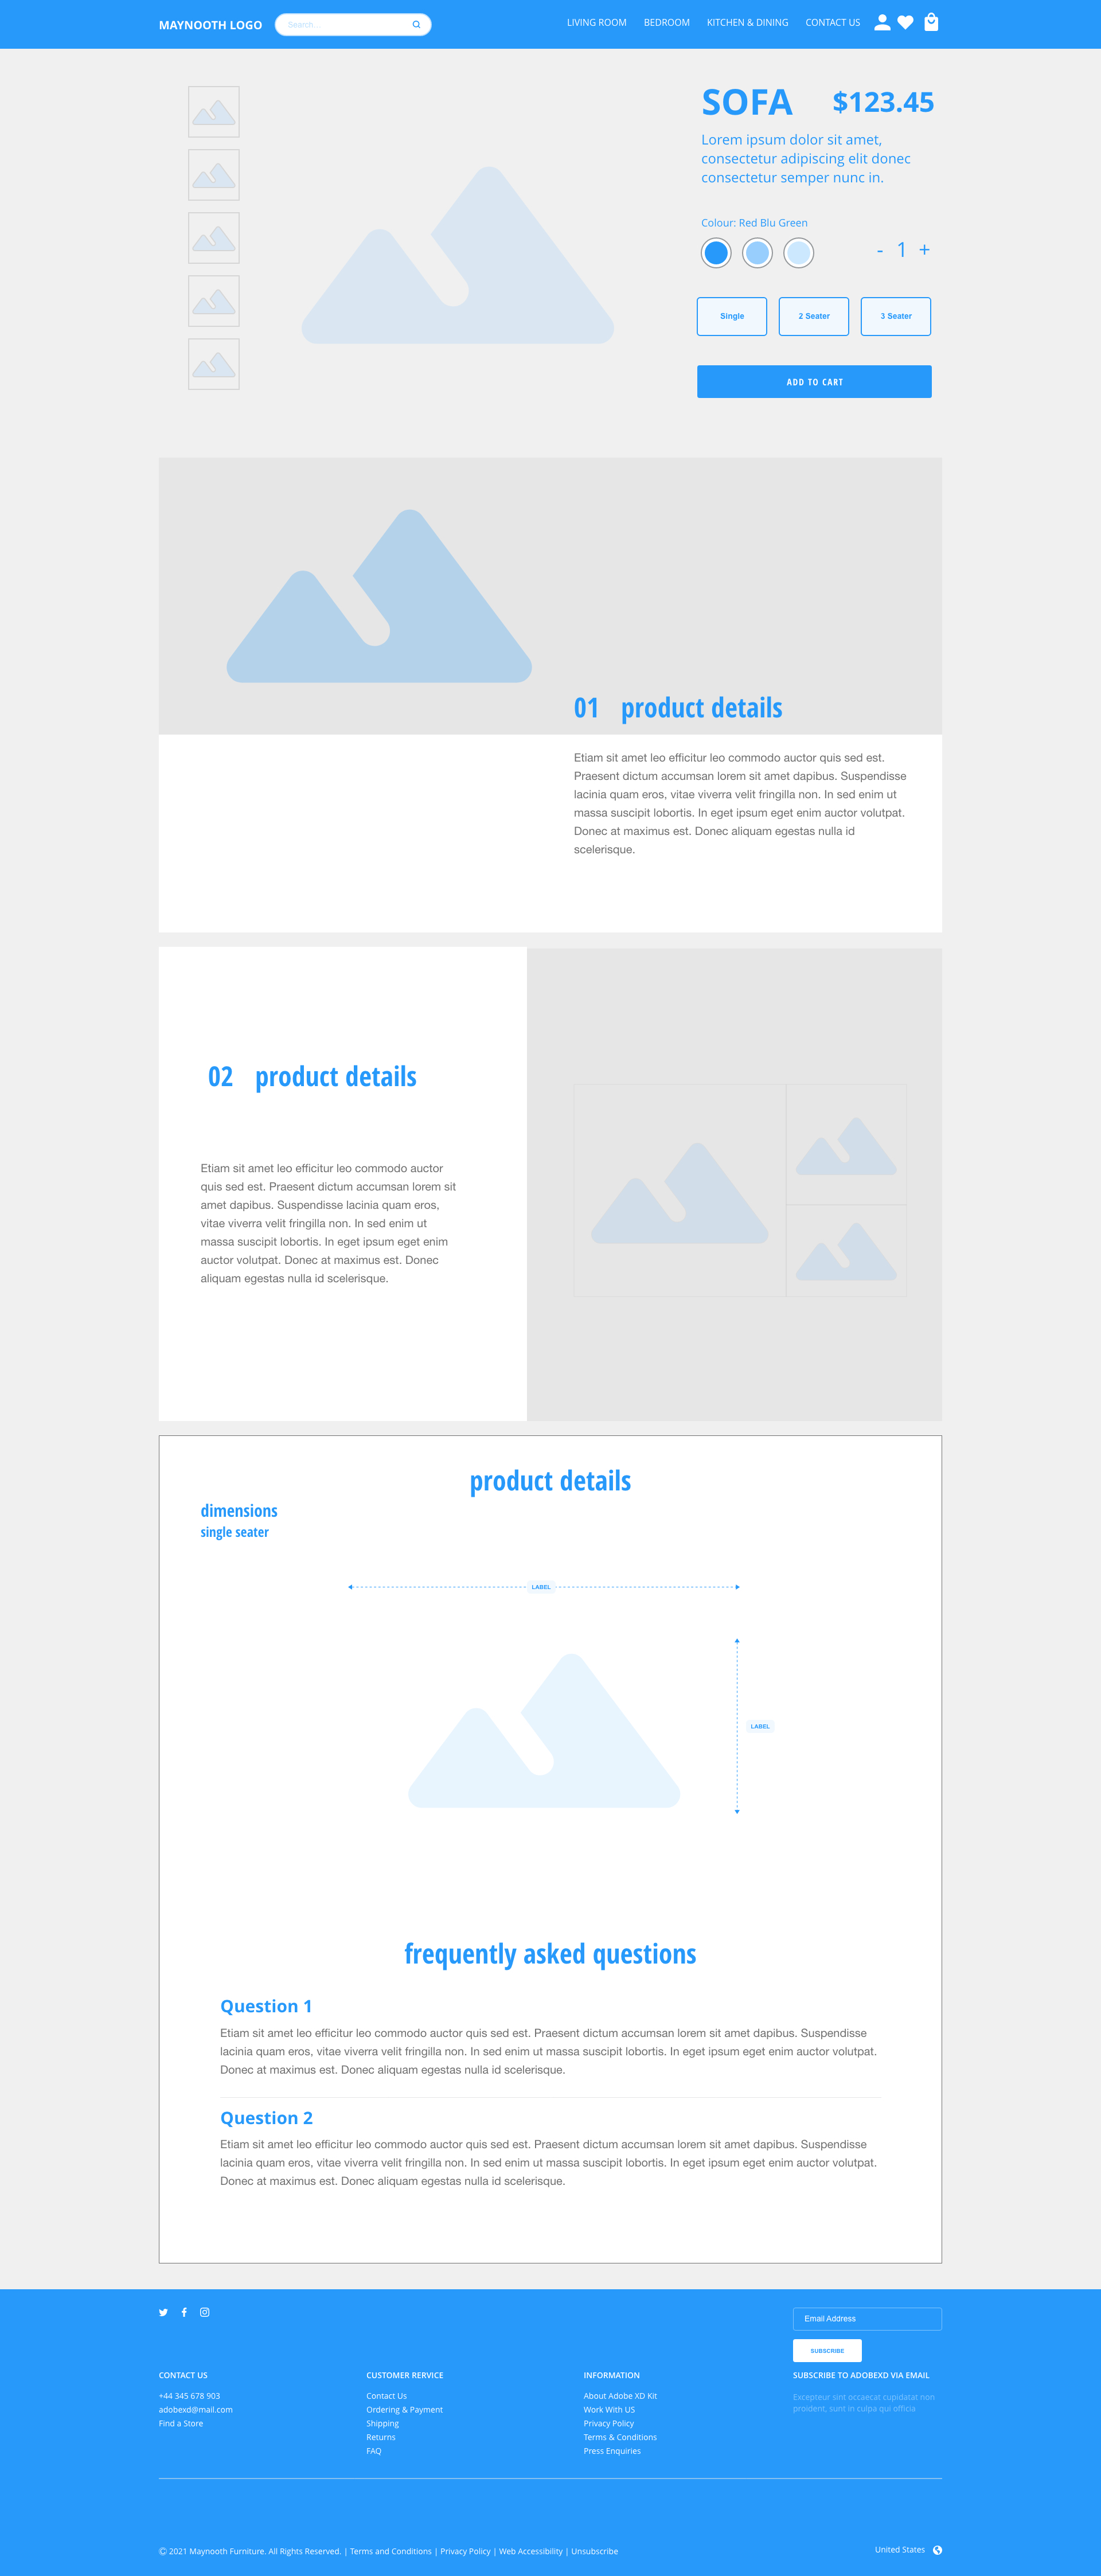 MAYNOOTH LOGO
Search...
LIVING ROOM
BEDROOM
KITCHEN & DINING
CONTACT US
SOFA
$123.45
Lorem ipsum dolor sit amet,
consectetur adipiscing elit donec
consectetur semper nunc in.
Colour: Red Blu Green
- 1 +
Single
2 Seater
3 Seater
ADD TO CART
01 product details
Etiam sit amet leo efficitur leo commodo auctor quis sed est.
Praesent dictum accumsan lorem sit amet dapibus. Suspendisse
lacinia quam eros, vitae viverra velit fringilla non. In sed enim ut
massa suscipit lobortis. In eget ipsum eget enim auctor volutpat.
Donec at maximus est. Donec aliquam egestas nulla id
scelerisque.
02 product details
Etiam sit amet leo efficitur leo commodo auctor
quis sed est. Praesent dictum accumsan lorem sit
amet dapibus. Suspendisse lacinia quam eros,
vitae viverra velit fringilla non. In sed enim ut
massa suscipit lobortis. In eget ipsum eget enim
auctor volutpat. Donec at maximus est. Donec
aliquam egestas nulla id scelerisque.
product details
dimensions
single seater
LABEL
LABEL
frequently asked questions
Question 1
Etiam sit amet leo efficitur leo commodo auctor quis sed est. Praesent dictum accumsan lorem sit amet dapibus. Suspendisse
lacinia quam eros, vitae viverra velit fringilla non. In sed enim ut massa suscipit lobortis. In eget ipsum eget enim auctor volutpat.
Donec at maximus est. Donec aliquam egestas nulla id scelerisque.
Question 2
Etiam sit amet leo efficitur leo commodo auctor quis sed est. Praesent dictum accumsan lorem sit amet dapibus. Suspendisse
lacinia quam eros, vitae viverra velit fringilla non. In sed enim ut massa suscipit lobortis. In eget ipsum eget enim auctor volutpat.
Donec at maximus est. Donec aliquam egestas nulla id scelerisque.
Email Address
SUBSCRIBE
CONTACT US
+44 345 678 903
adobexd@mail.com
Find a Store
CUSTOMER RERVICE
Contact Us
Ordering & Payment
Shipping
Returns
FAQ
INFORMATION
About Adobe XD Kit
Work With US
Privacy Policy
Terms & Conditions
Press Enquiries
SUBSCRIBE TO ADOBEXD VIA EMAIL
Excepteur sint occaecat cupidatat non
proident, sunt in culpa qui officia
© 2021 Maynooth Furniture. All Rights Reserved. | Terms and Conditions | Privacy Policy | Web Accessibility | Unsubscribe
United States